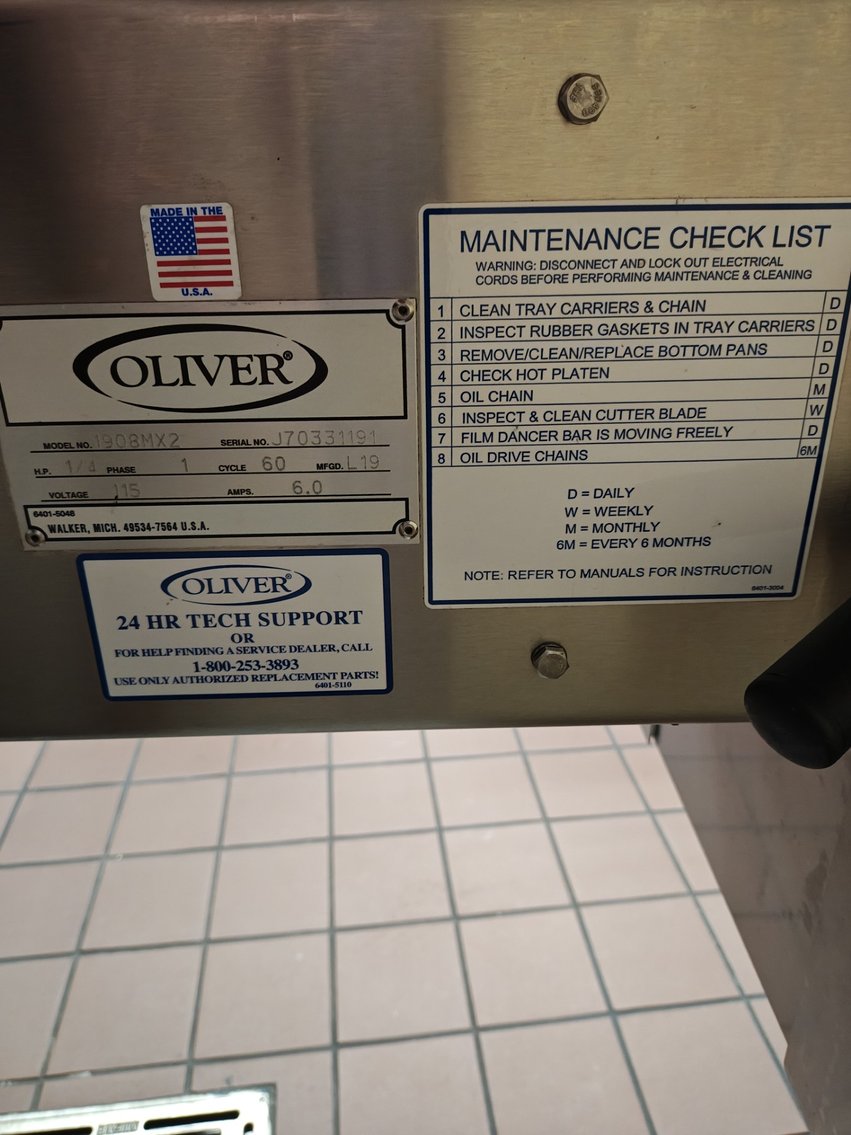 MADE IN THE
U.S.A.
OLIVER®
MODEL NO. 1908MX2 SERIAL NO. J70331191
H.P. 1/4 PHASE 1 CYCLE 60 MFGD. L19
VOLTAGE 115 AMPS. 6.0
6401-5048
WALKER, MICH. 49534-7564 U.S.A.
OLIVER®
24 HR TECH SUPPORT
OR
FOR HELP FINDING A SERVICE DEALER, CALL
1-800-253-3893
USE ONLY AUTHORIZED REPLACEMENT PARTS!
6401-5110
MAINTENANCE CHECK LIST
WARNING: DISCONNECT AND LOCK OUT ELECTRICAL
CORDS BEFORE PERFORMING MAINTENANCE & CLEANING
1 CLEAN TRAY CARRIERS & CHAIN D
2 INSPECT RUBBER GASKETS IN TRAY CARRIERS D
3 REMOVE/CLEAN/REPLACE BOTTOM PANS D
4 CHECK HOT PLATEN D
5 OIL CHAIN M
6 INSPECT & CLEAN CUTTER BLADE W
7 FILM DANCER BAR IS MOVING FREELY D
8 OIL DRIVE CHAINS 6M
D = DAILY
W = WEEKLY
M = MONTHLY
6M = EVERY 6 MONTHS
NOTE: REFER TO MANUALS FOR INSTRUCTION
6401-3004